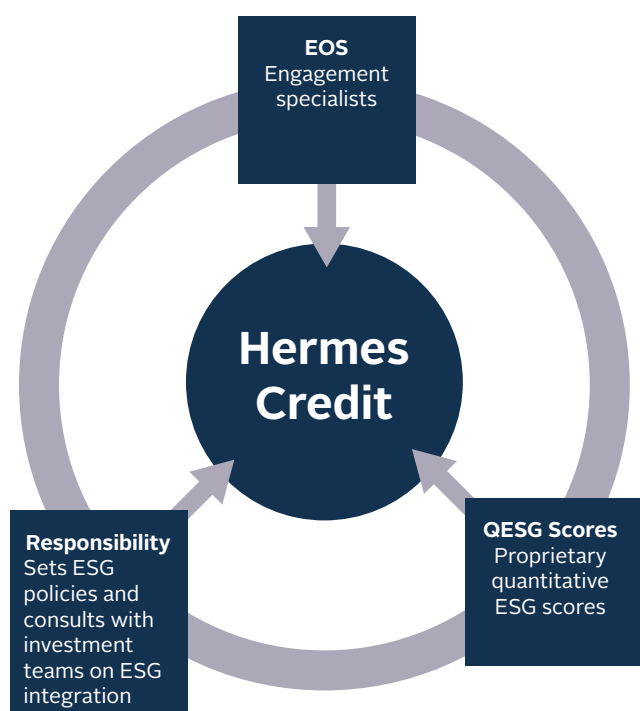 EOS
Engagement
specialists
Hermes
Credit
Responsibility
Sets ESG
policies and
consults with
investment
teams on ESG
integration
QESG Scores
Proprietary
quantitative
ESG scores